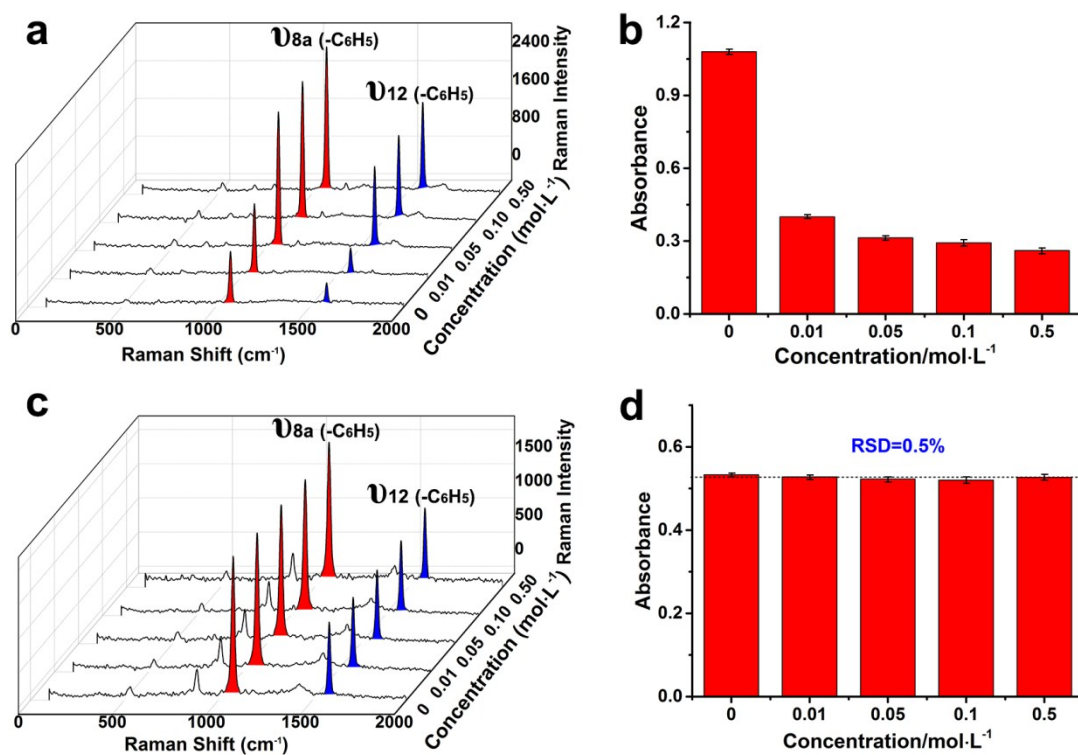 a
υ8a (-C6H5)
υ12 (-C6H5)
2400
1600
800
0
Raman Intensity
0 0.01 0.05 0.10 0.50
Concentration (mol·L-1)
0 500 1000 1500 2000
Raman Shift (cm-1)
b
1.2
0.9
0.6
0.3
0.0
Absorbance
0 0.01 0.05 0.1 0.5
Concentration/mol·L-1
c
υ8a (-C6H5)
υ12 (-C6H5)
1500
1000
500
0
Raman Intensity
0 0.01 0.05 0.10 0.50
Concentration (mol·L-1)
0 500 1000 1500 2000
Raman Shift (cm-1)
d
RSD=0.5%
0.6
0.4
0.2
0.0
Absorbance
0 0.01 0.05 0.1 0.5
Concentration/mol·L-1